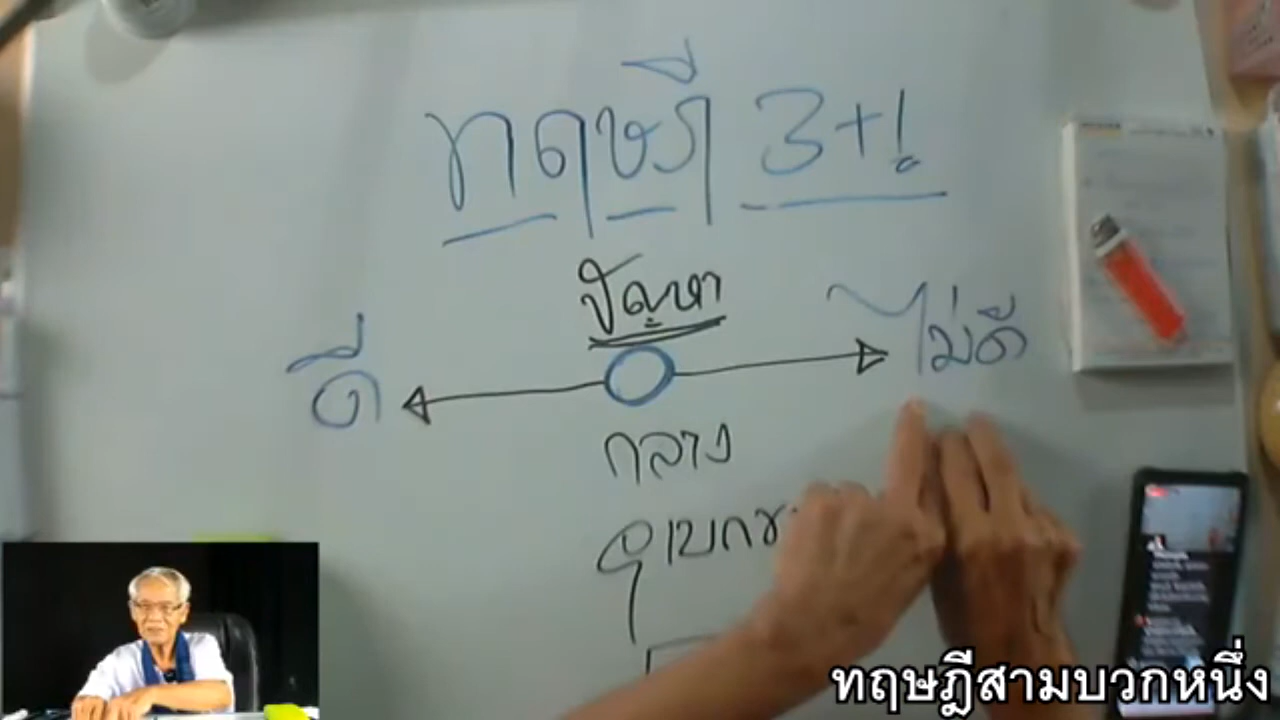 ทฤษฎี 3+1
ปัญหา
ดี
ไม่ดี
กลาง
ทฤษฎีสามบวกหนึ่ง